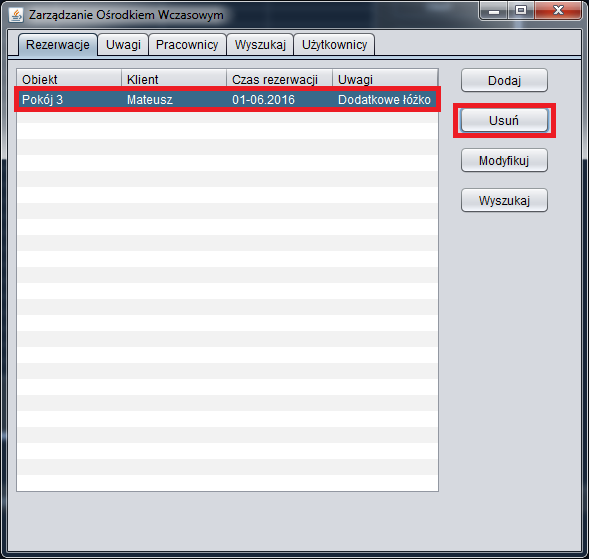 Zarządzanie Ośrodkiem Wczasowym
Rezerwacje Uwagi Pracownicy Wyszukaj Użytkownicy
Obiekt Klient Czas rezerwacji Uwagi
Pokój 3 Mateusz 01-06.2016 Dodatkowe łóżko
Dodaj
Usuń
Modyfikuj
Wyszukaj